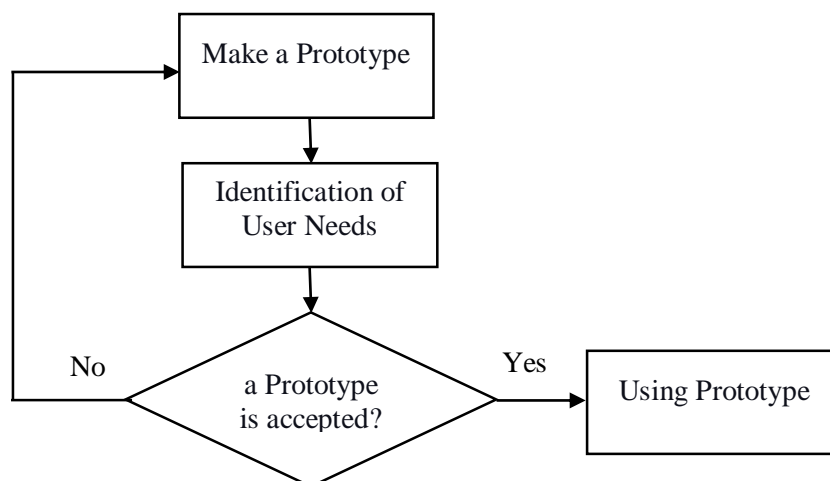 Make a Prototype
Identification of
User Needs
No
a Prototype
is accepted?
Yes
Using Prototype